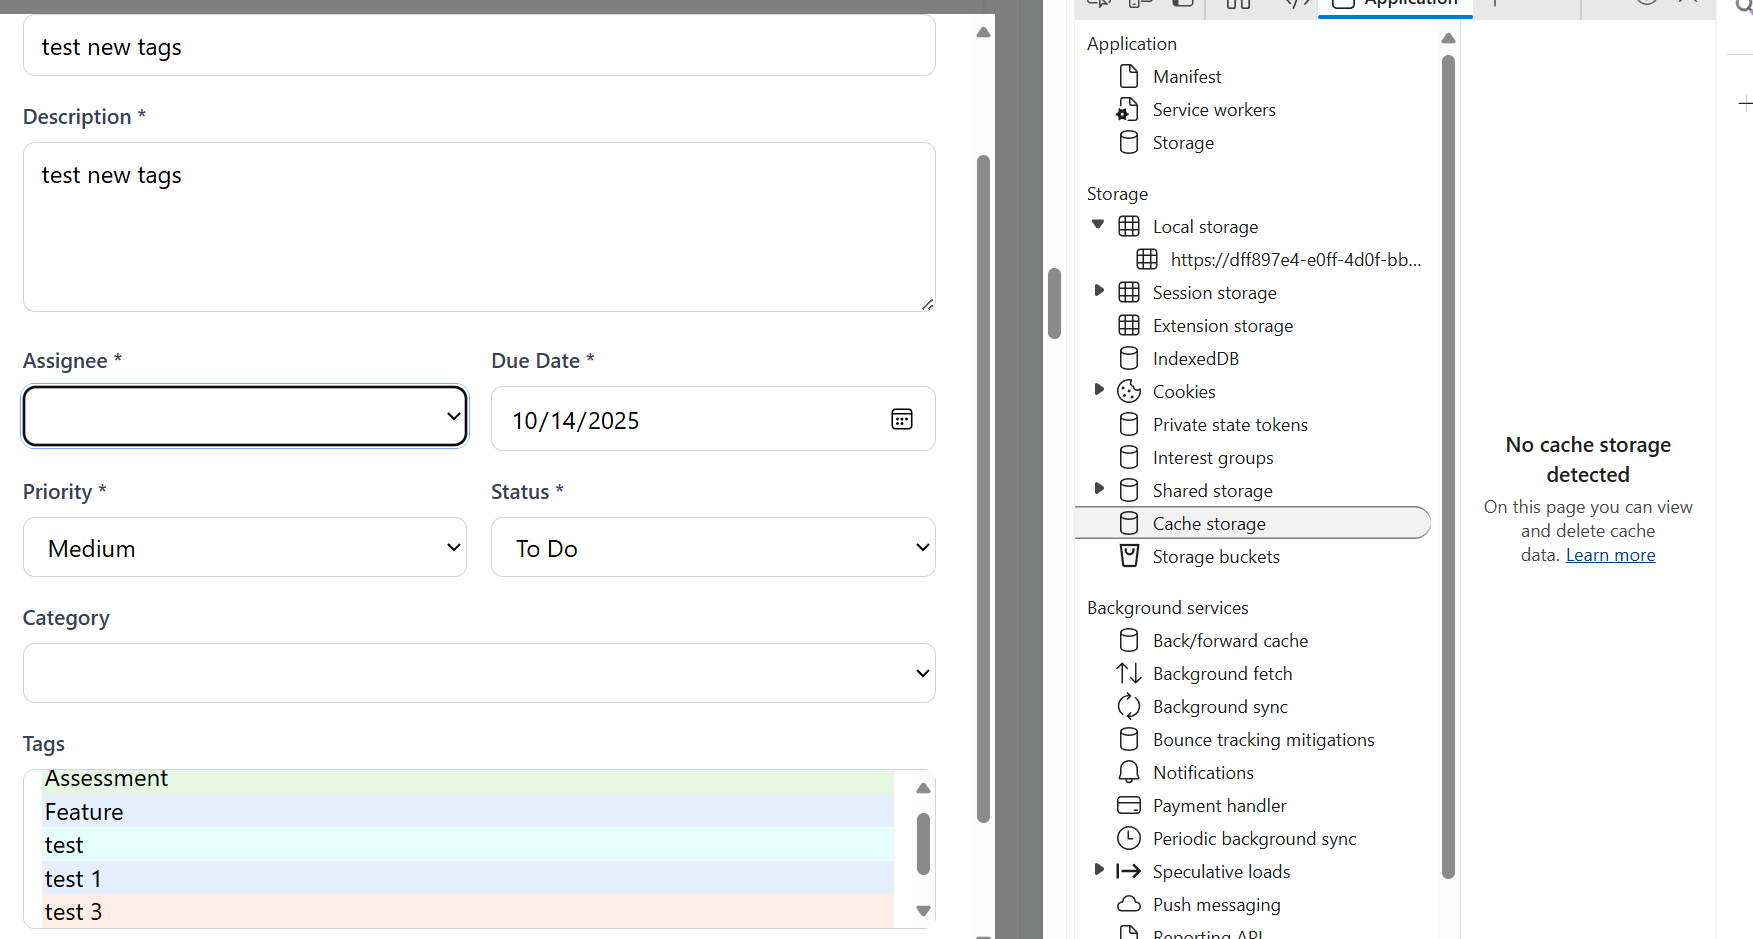 test new tags
Description *
test new tags
Assignee *
Due Date *
10/14/2025
Priority *
Status *
Medium
To Do
Category
Tags
Assessment
Feature
test
test 1
test 3
Application
Application
Manifest
Service workers
Storage
Storage
Local storage
https://dff897e4-e0ff-4d0f-bb...
Session storage
Extension storage
IndexedDB
Cookies
Private state tokens
Interest groups
Shared storage
Cache storage
Storage buckets
Background services
Back/forward cache
Background fetch
Background sync
Bounce tracking mitigations
Notifications
Payment handler
Periodic background sync
Speculative loads
Push messaging
Reporting API
No cache storage
detected
On this page you can view
and delete cache
data. Learn more